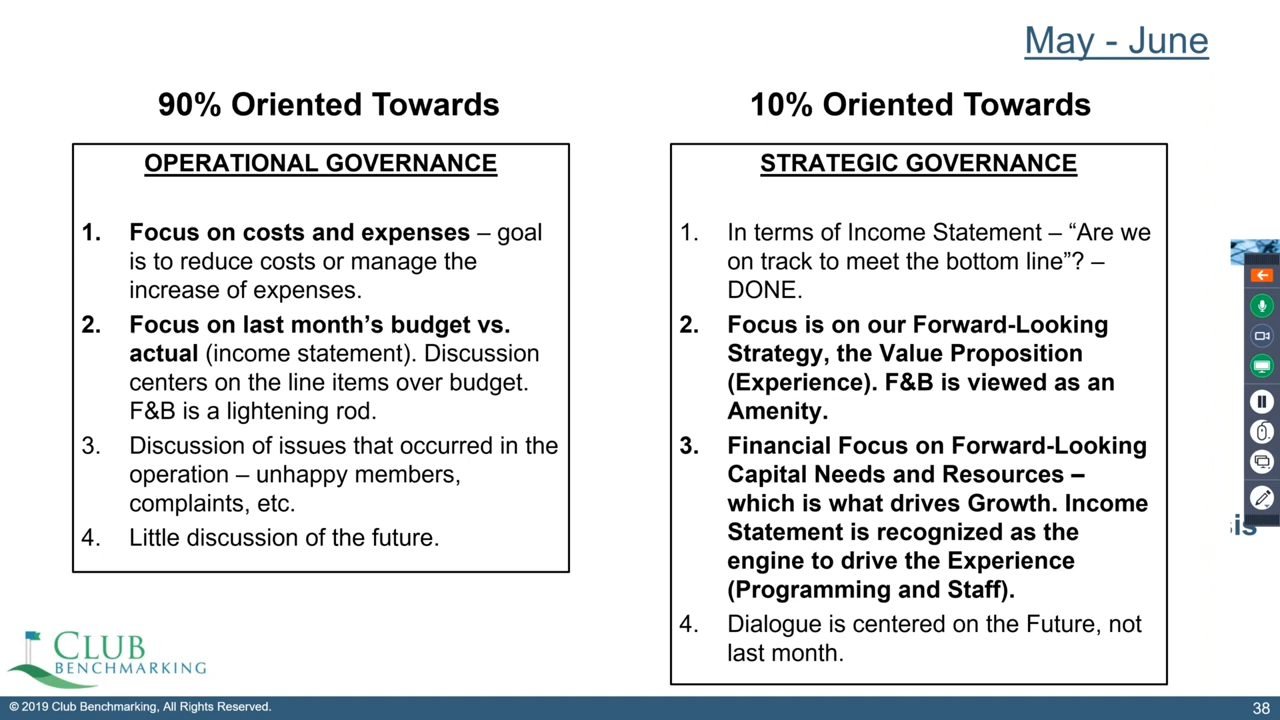 May - June
90% Oriented Towards
OPERATIONAL GOVERNANCE
1. Focus on costs and expenses – goal
is to reduce costs or manage the
increase of expenses.
2. Focus on last month’s budget vs.
actual (income statement). Discussion
centers on the line items over budget.
F&B is a lightening rod.
3. Discussion of issues that occurred in the
operation – unhappy members,
complaints, etc.
4. Little discussion of the future.
10% Oriented Towards
STRATEGIC GOVERNANCE
1. In terms of Income Statement – “Are we
on track to meet the bottom line”? –
DONE.
2. Focus is on our Forward-Looking
Strategy, the Value Proposition
(Experience). F&B is viewed as an
Amenity.
3. Financial Focus on Forward-Looking
Capital Needs and Resources –
which is what drives Growth. Income
Statement is recognized as the
engine to drive the Experience
(Programming and Staff).
4. Dialogue is centered on the Future, not
last month.
CLUB
BENCHMARKING
© 2019 Club Benchmarking, All Rights Reserved.
38